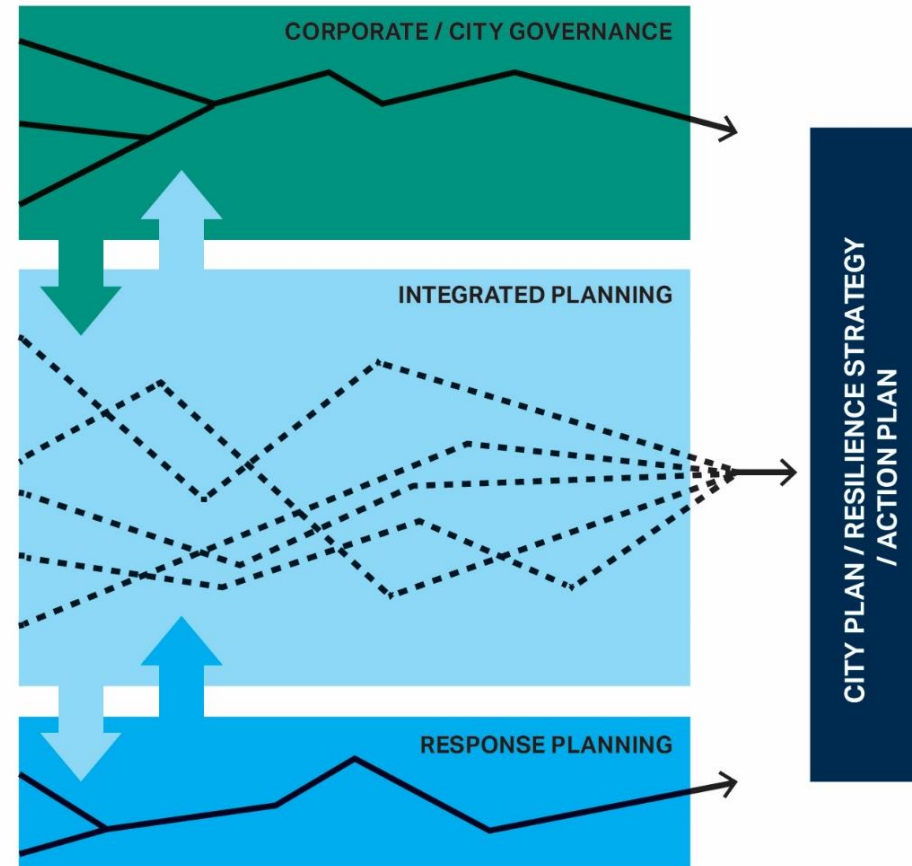 CORPORATE / CITY GOVERNANCE
INTEGRATED PLANNING
RESPONSE PLANNING
CITY PLAN / RESILIENCE STRATEGY
/ ACTION PLAN